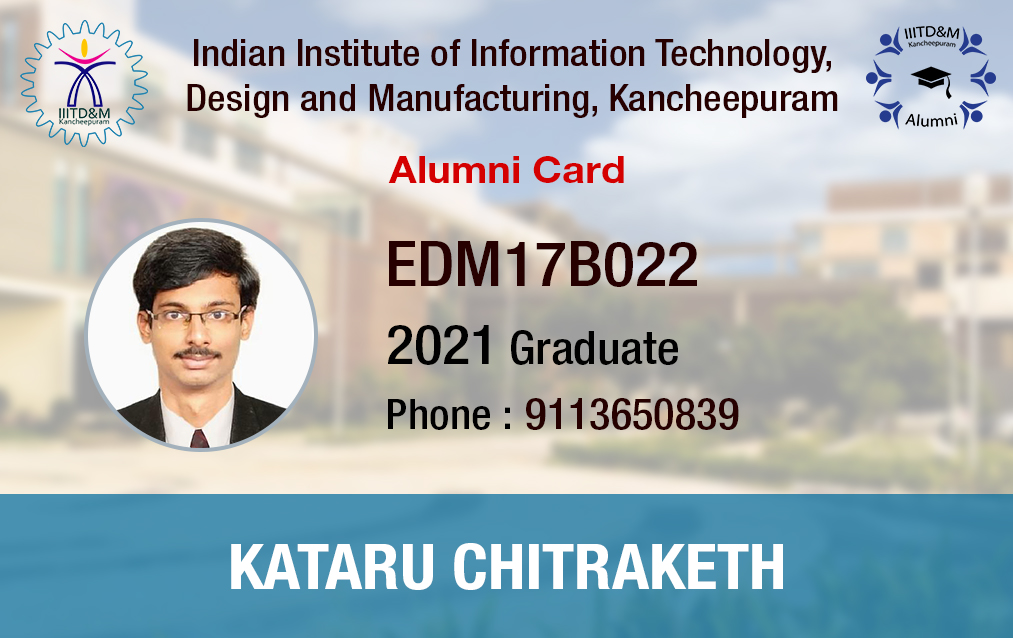 Indian Institute of Information Technology,
Design and Manufacturing, Kancheepuram
IIITD&M
Kancheepuram
IIITD&M
Kancheepuram
Alumni
Alumni Card
EDM17B022
2021 Graduate
Phone : 9113650839
KATARU CHITRAKETH